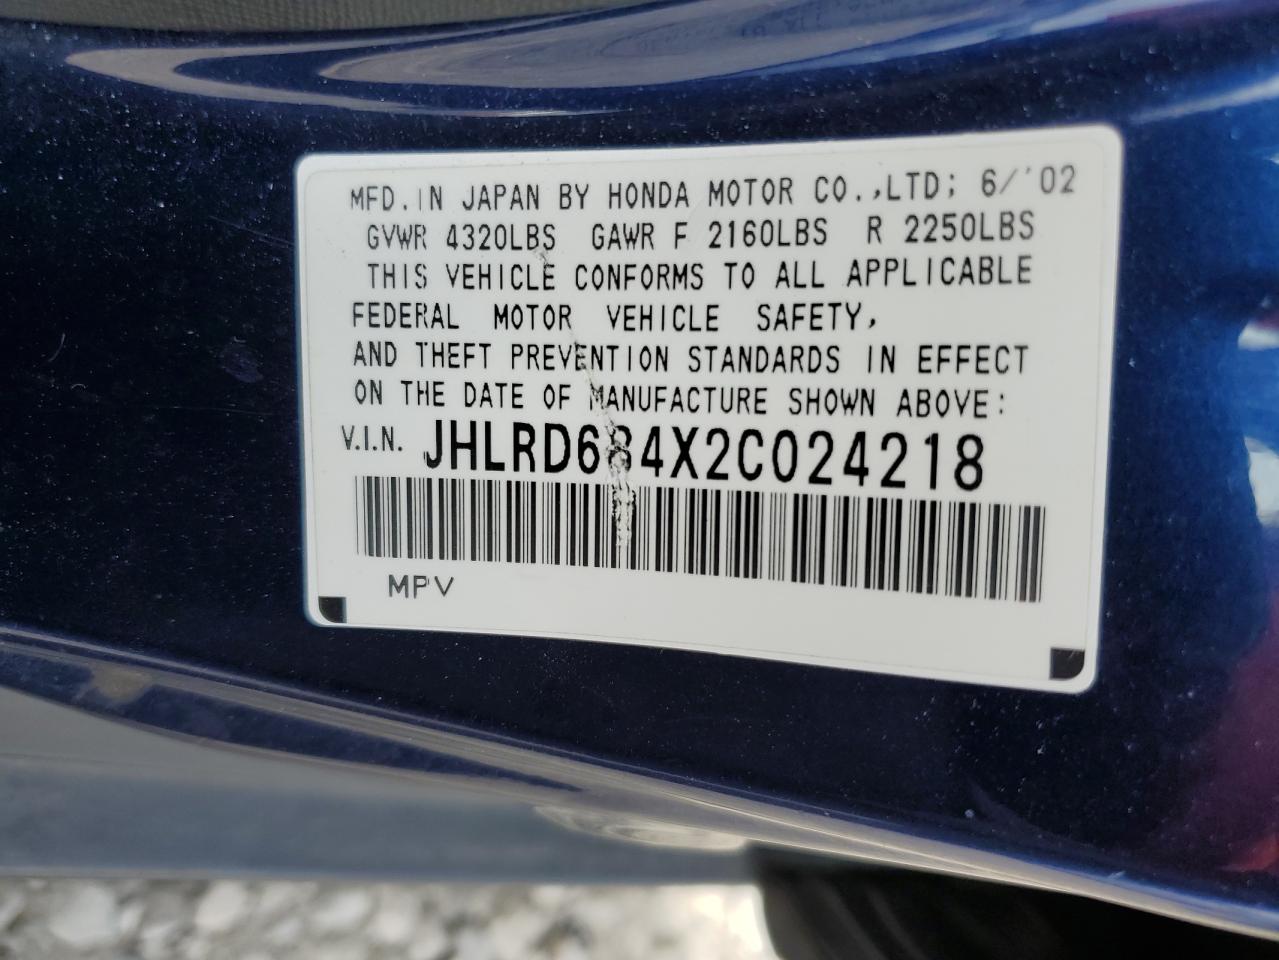 MFD. IN JAPAN BY HONDA MOTOR CO.,LTD; 6/'02
GVWR 4320LBS GAWR F 2160LBS R 2250LBS
THIS VEHICLE CONFORMS TO ALL APPLICABLE
FEDERAL MOTOR VEHICLE SAFETY,
AND THEFT PREVENTION STANDARDS IN EFFECT
ON THE DATE OF MANUFACTURE SHOWN ABOVE:
V.I.N. JHLRD684X2C024218
MPV